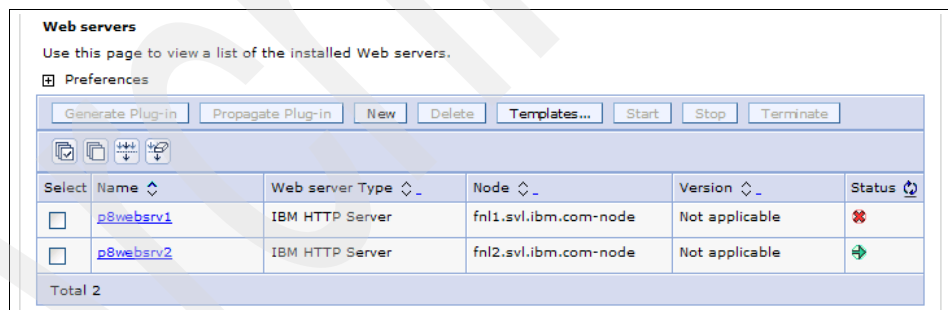 Web servers
Use this page to view a list of the installed Web servers.
Preferences
Generate Plug-in Propagate Plug-in New Delete Templates... Start Stop Terminate
Select Name Web server Type Node Version Status
p8websrv1 IBM HTTP Server fnl1.svl.ibm.com-node Not applicable
p8websrv2 IBM HTTP Server fnl2.svl.ibm.com-node Not applicable
Total 2